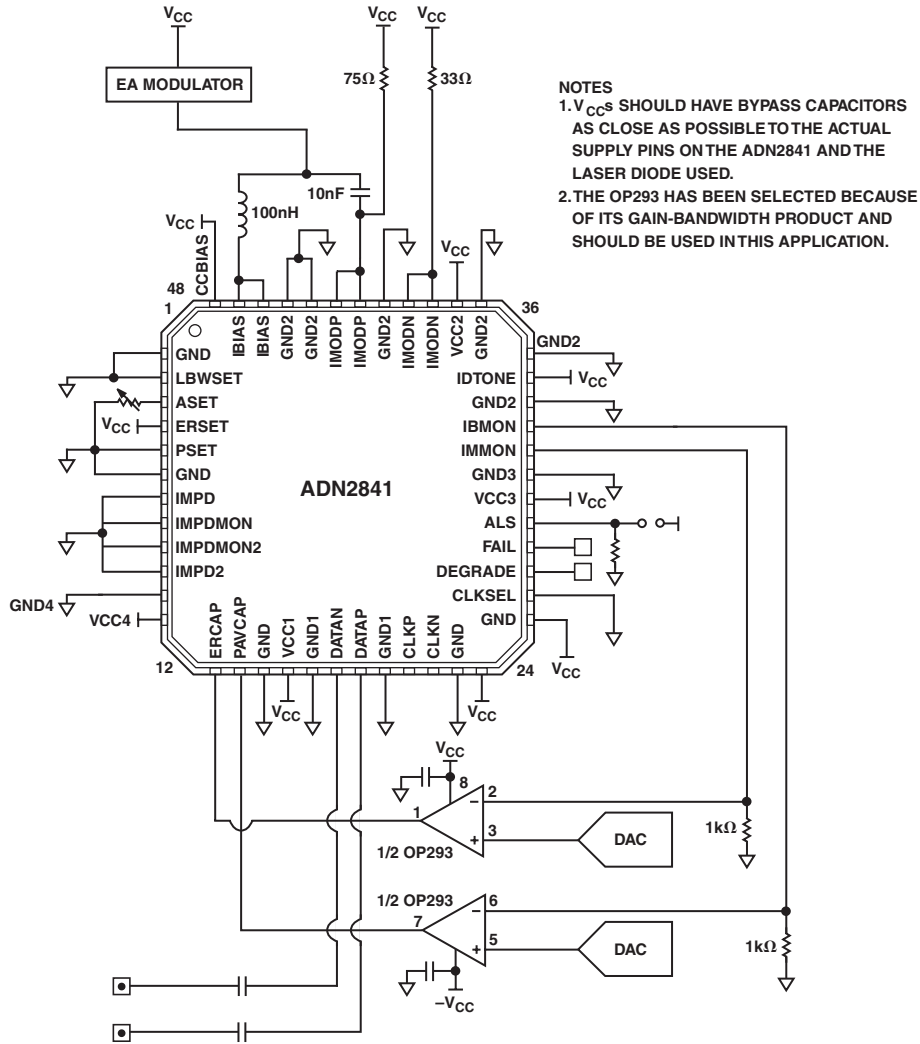 VCC
VCC
VCC
EA MODULATOR
75Ω
33Ω
NOTES
1. VCCs SHOULD HAVE BYPASS CAPACITORS
AS CLOSE AS POSSIBLE TO THE ACTUAL
SUPPLY PINS ON THE ADN2841 AND THE
LASER DIODE USED.
2. THE OP293 HAS BEEN SELECTED BECAUSE
OF ITS GAIN-BANDWIDTH PRODUCT AND
SHOULD BE USED IN THIS APPLICATION.
10nF
100nH
VCC
VCC
CCBIAS
48
1
36
IBIAS
IBIAS
GND2
GND2
IMODP
IMODP
GND2
IMODN
IMODN
VCC2
GND2
GND
LBWSET
ASET
VCC
ERSET
PSET
GND
IMPD
IMPDMON
IMPDMON2
IMPD2
GND4
VCC4
12
ADN2841
GND2
IDTONE
VCC
GND2
IBMON
IMMON
GND3
VCC3
VCC
ALS
FAIL
DEGRADE
CLKSEL
GND
VCC
24
ERCAP
PAVCAP
GND
VCC1
GND1
DATAN
DATAP
GND1
CLKP
CLKN
GND
VCC
VCC
VCC
8
2
1
3
1/2 OP293
DAC
1kΩ
1/2 OP293
6
7
5
DAC
1kΩ
–VCC